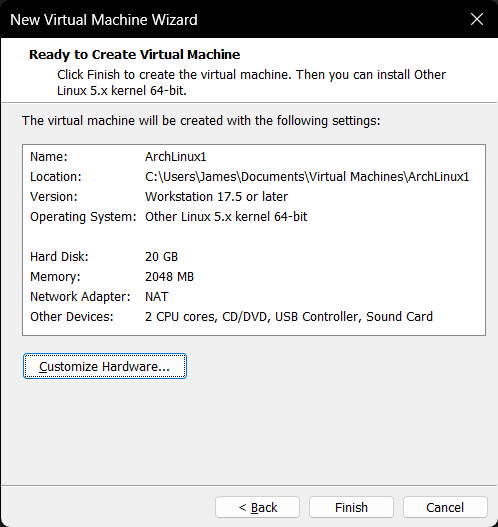 New Virtual Machine Wizard
Ready to Create Virtual Machine
Click Finish to create the virtual machine. Then you can install Other
Linux 5.x kernel 64-bit.
The virtual machine will be created with the following settings:
Name: ArchLinux1
Location: C:\Users\James\Documents\Virtual Machines\ArchLinux1
Version: Workstation 17.5 or later
Operating System: Other Linux 5.x kernel 64-bit
Hard Disk: 20 GB
Memory: 2048 MB
Network Adapter: NAT
Other Devices: 2 CPU cores, CD/DVD, USB Controller, Sound Card
Customize Hardware...
< Back Finish Cancel